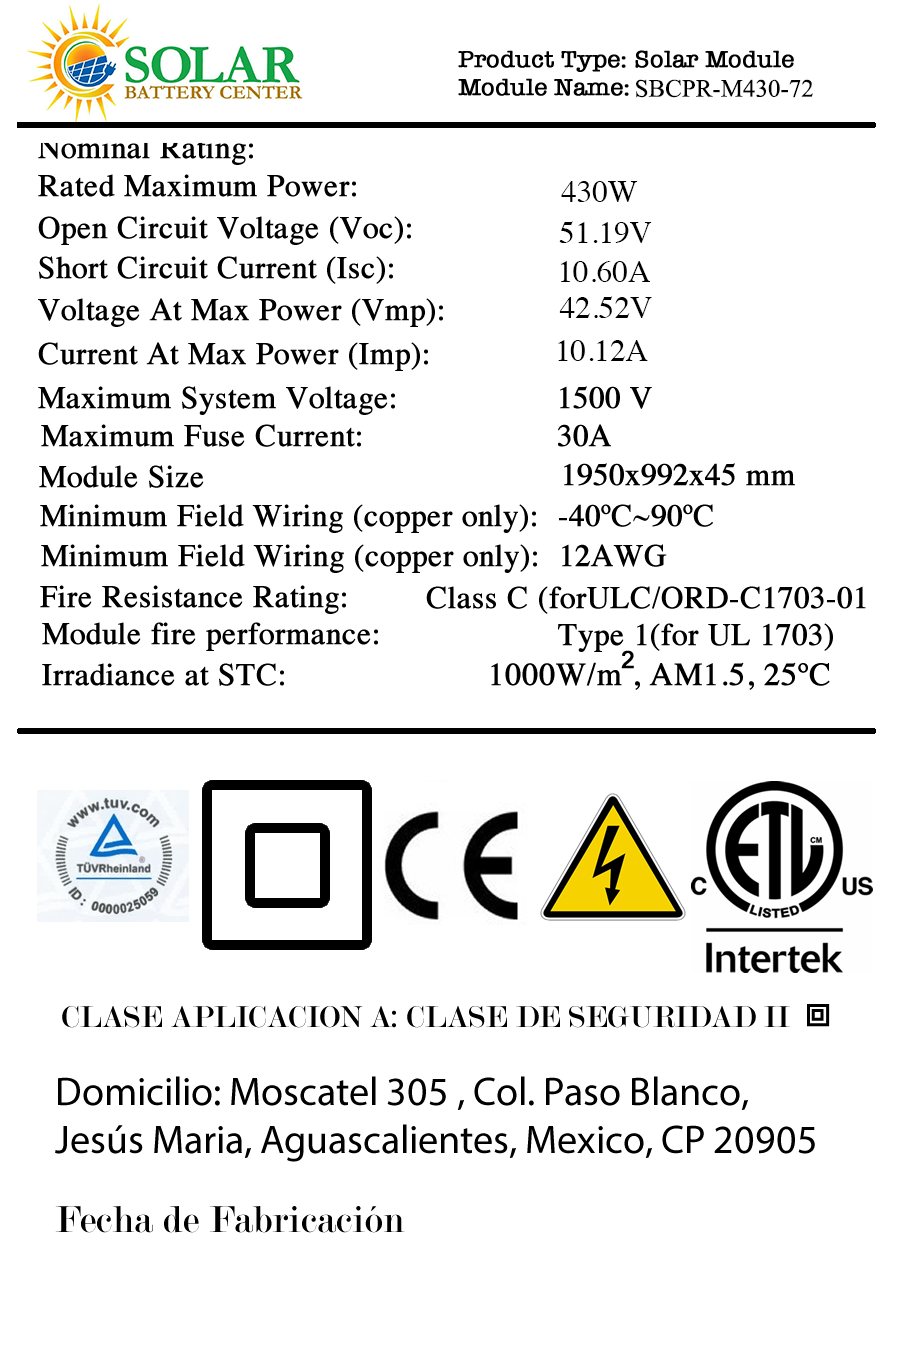 SOLAR
BATTERY CENTER
Product Type: Solar Module
Module Name: SBCPR-M430-72
Nominal Rating:
Rated Maximum Power: 430W
Open Circuit Voltage (Voc): 51.19V
Short Circuit Current (Isc): 10.60A
Voltage At Max Power (Vmp): 42.52V
Current At Max Power (Imp): 10.12A
Maximum System Voltage: 1500 V
Maximum Fuse Current: 30A
Module Size 1950x992x45 mm
Minimum Field Wiring (copper only): -40ºC~90ºC
Minimum Field Wiring (copper only): 12AWG
Fire Resistance Rating: Class C (forULC/ORD-C1703-01
Module fire performance: Type 1(for UL 1703)
Irradiance at STC: 1000W/m², AM1.5, 25ºC
www.tuv.com
TÜVRheinland®
ID: 0000025059
CE
ETL CM
C US
LISTED
Intertek
CLASE APLICACION A: CLASE DE SEGURIDAD II
Domicilio: Moscatel 305 , Col. Paso Blanco,
Jesús Maria, Aguascalientes, Mexico, CP 20905
Fecha de Fabricación